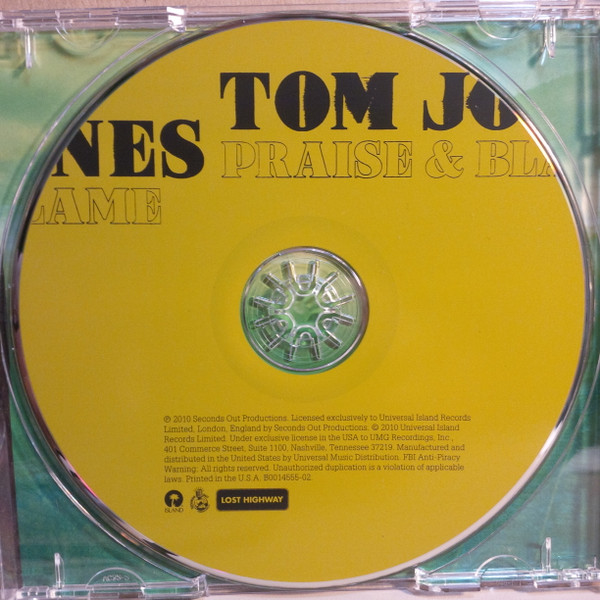 TOM JO
NES
PRAISE & BLA
LAME
℗ 2010 Seconds Out Productions. Licensed exclusively to Universal Island Records
Limited, London, England by Seconds Out Productions. © 2010 Universal Island
Records Limited. Under exclusive license in the USA to UMG Recordings, Inc.,
401 Commerce Street, Suite 1100, Nashville, Tennessee 37219. Manufactured and
distributed in the United States by Universal Music Distribution. FBI Anti-Piracy
Warning: All rights reserved. Unauthorized duplication is a violation of applicable
laws. Printed in the U.S.A. B0014555-02
ISLAND
LOST HIGHWAY